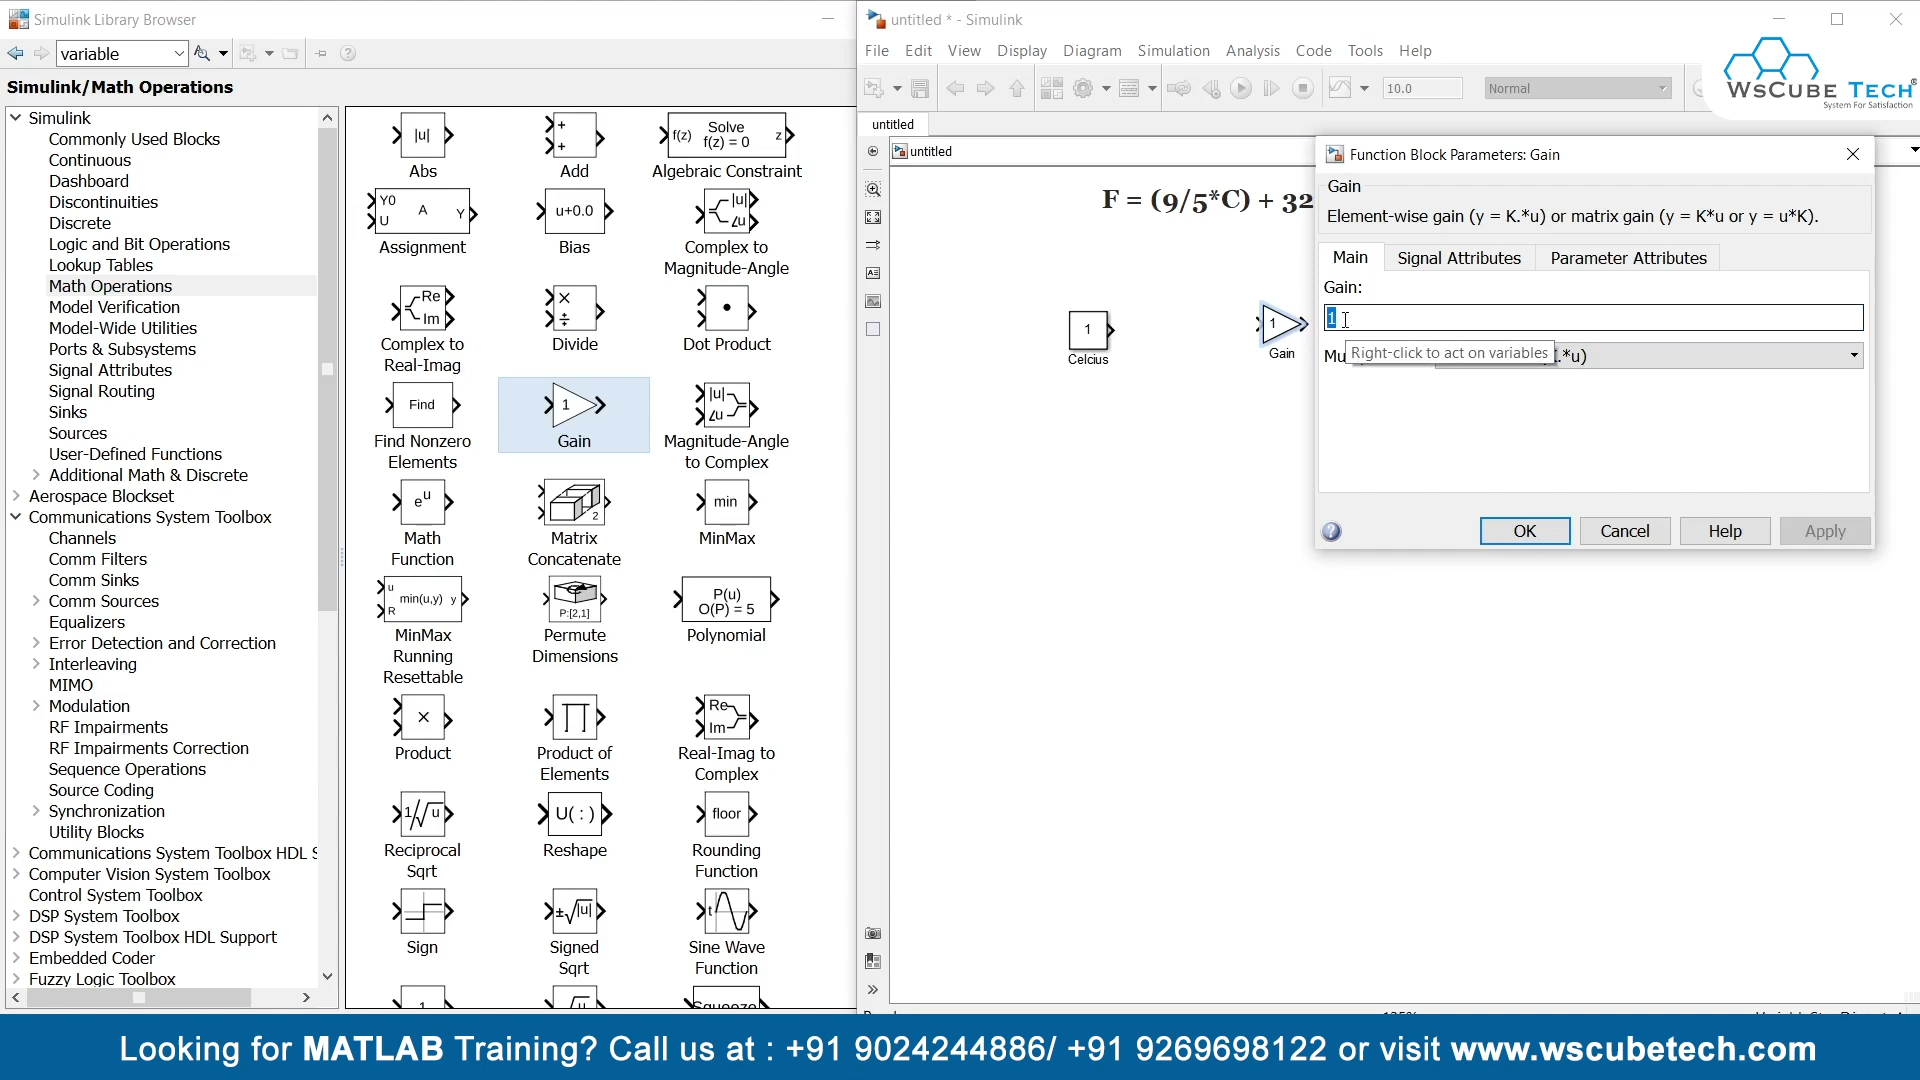 Simulink Library Browser
variable
Simulink/Math Operations
Simulink
Commonly Used Blocks
Continuous
Dashboard
Discontinuities
Discrete
Logic and Bit Operations
Lookup Tables
Math Operations
Model Verification
Model-Wide Utilities
Ports & Subsystems
Signal Attributes
Signal Routing
Sinks
Sources
User-Defined Functions
Additional Math & Discrete
Aerospace Blockset
Communications System Toolbox
Channels
Comm Filters
Comm Sinks
Comm Sources
Equalizers
Error Detection and Correction
Interleaving
MIMO
Modulation
RF Impairments
RF Impairments Correction
Sequence Operations
Source Coding
Synchronization
Utility Blocks
Communications System Toolbox HDL S
Computer Vision System Toolbox
Control System Toolbox
DSP System Toolbox
DSP System Toolbox HDL Support
Embedded Coder
Fuzzy Logic Toolbox
|u|
Abs
+
+
Add
f(z) Solve f(z) = 0 z
Algebraic Constraint
Y0
U A Y
Assignment
u+0.0
Bias
|u|
∠u
Complex to
Magnitude-Angle
Re
Im
Complex to
Real-Imag
×
÷
Divide
Dot Product
Find
Find Nonzero
Elements
1
Gain
|u|
∠u
Magnitude-Angle
to Complex
e^u
Math
Function
2
Matrix
Concatenate
min
MinMax
u
R min(u,y) y
MinMax
Running
Resettable
P:[2,1]
Permute
Dimensions
P(u)
O(P) = 5
Polynomial
×
Product
Product of
Elements
Re
Im
Real-Imag to
Complex
1/√u
Reciprocal
Sqrt
U( : )
Reshape
floor
Rounding
Function
Sign
±√|u|
Signed
Sqrt
t
Sine Wave
Function
untitled * - Simulink
File Edit View Display Diagram Simulation Analysis Code Tools Help
10.0
Normal
WsCube Tech®
System For Satisfaction
untitled
untitled
F = (9/5*C) + 32
1
Celcius
1
Gain
Function Block Parameters: Gain
Gain
Element-wise gain (y = K.*u) or matrix gain (y = K*u or y = u*K).
Main Signal Attributes Parameter Attributes
Gain:
1
Right-click to act on variables
.*u)
OK Cancel Help Apply
Looking for MATLAB Training? Call us at : +91 9024244886/ +91 9269698122 or visit www.wscubetech.com